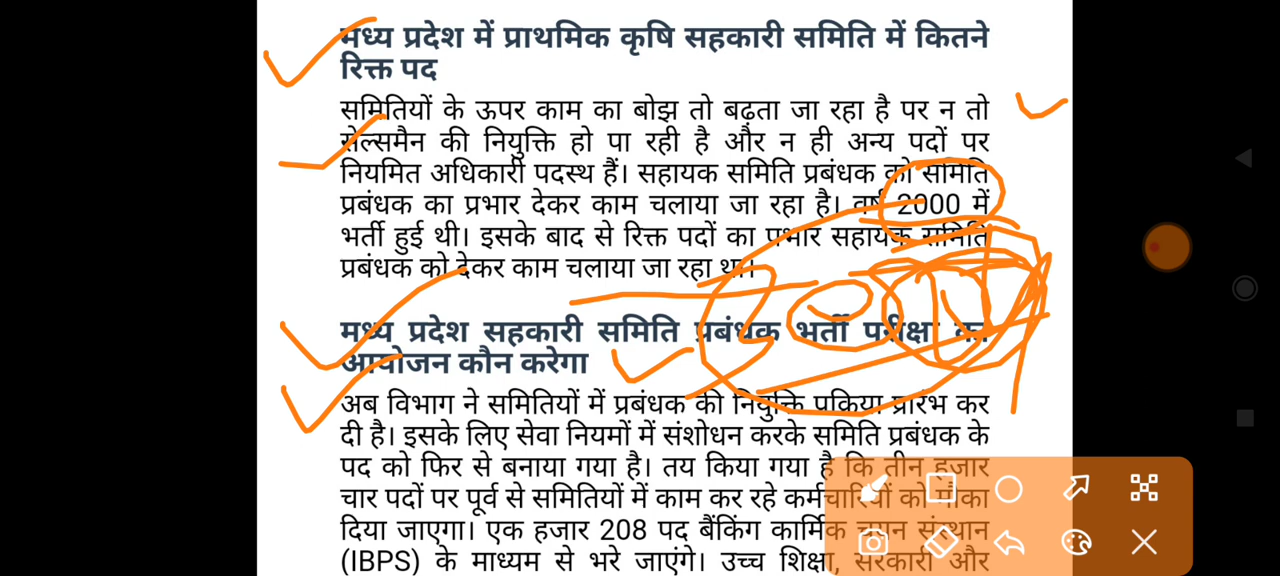 मध्य प्रदेश में प्राथमिक कृषि सहकारी समिति में कितने
रिक्त पद
समितियों के ऊपर काम का बोझ तो बढ़ता जा रहा है पर न तो
सेल्समैन की नियुक्ति हो पा रही है और न ही अन्य पदों पर
नियमित अधिकारी पदस्थ हैं। सहायक समिति प्रबंधक को समिति
प्रबंधक का प्रभार देकर काम चलाया जा रहा है। वर्ष 2000 में
भर्ती हुई थी। इसके बाद से रिक्त पदों का प्रभार सहायक समिति
प्रबंधक को देकर काम चलाया जा रहा था।
मध्य प्रदेश सहकारी समिति प्रबंधक भर्ती परीक्षा का
आयोजन कौन करेगा
अब विभाग ने समितियों में प्रबंधक की नियुक्ति प्रक्रिया प्रारंभ कर
दी है। इसके लिए सेवा नियमों में संशोधन करके समिति प्रबंधक के
पद को फिर से बनाया गया है। तय किया गया है कि तीन हजार
चार पदों पर पूर्व से समितियों में काम कर रहे कर्मचारियों को मौका
दिया जाएगा। एक हजार 208 पद बैंकिंग कार्मिक चयन संस्थान
(IBPS) के माध्यम से भरे जाएंगे। उच्च शिक्षा, सरकारी और